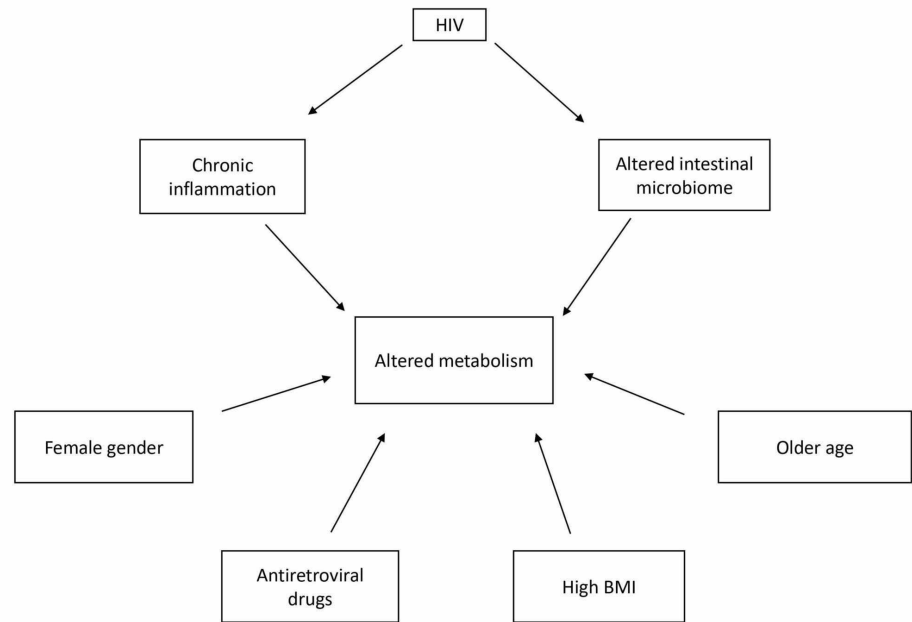 HIV
Chronic
inflammation
Altered intestinal
microbiome
Altered metabolism
Female gender
Older age
Antiretroviral
drugs
High BMI